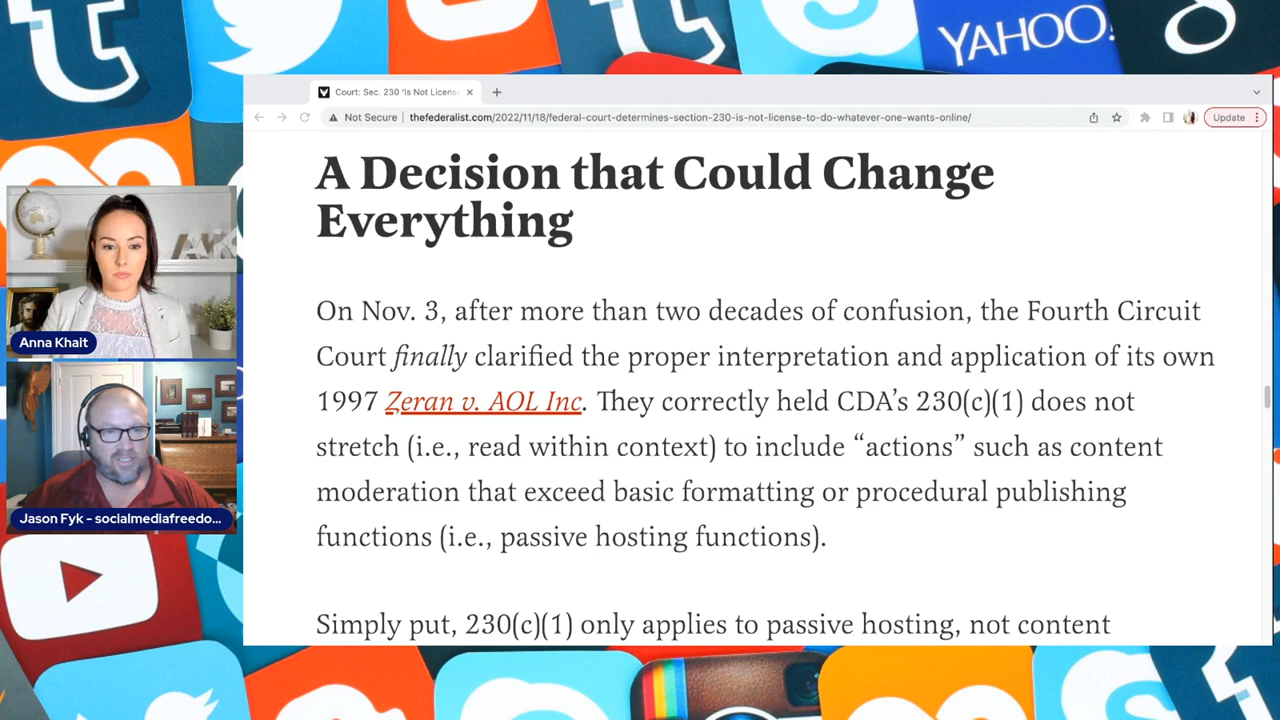 YAHOO!
Court: Sec. 230 'Is Not Licens
Not Secure
thefederalist.com/2022/11/18/federal-court-determines-section-230-is-not-license-to-do-whatever-one-wants-online/
Update
A Decision that Could Change
Everything
On Nov. 3, after more than two decades of confusion, the Fourth Circuit
Court finally clarified the proper interpretation and application of its own
1997 Zeran v. AOL Inc. They correctly held CDA’s 230(c)(1) does not
stretch (i.e., read within context) to include “actions” such as content
moderation that exceed basic formatting or procedural publishing
functions (i.e., passive hosting functions).
Simply put, 230(c)(1) only applies to passive hosting, not content
Anna Khait
Jason Fyk - socialmediafreedo...